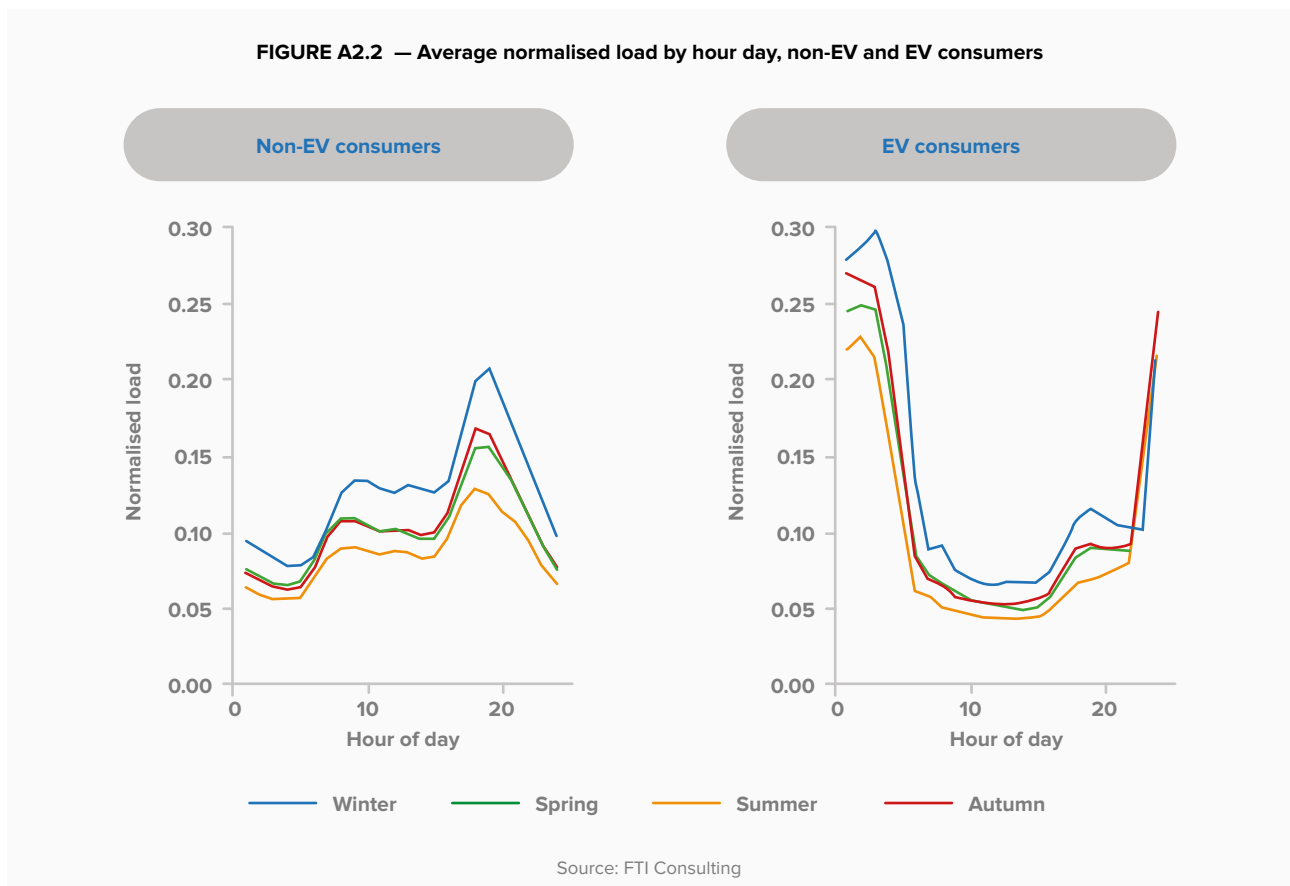 FIGURE A2.2 — Average normalised load by hour day, non-EV and EV consumers
Non-EV consumers
EV consumers
Normalised load
0.30
0.25
0.20
0.15
0.10
0.05
0.00
0
10
20
Hour of day
Normalised load
0.30
0.25
0.20
0.15
0.10
0.05
0.00
0
10
20
Hour of day
Winter
Spring
Summer
Autumn
Source: FTI Consulting